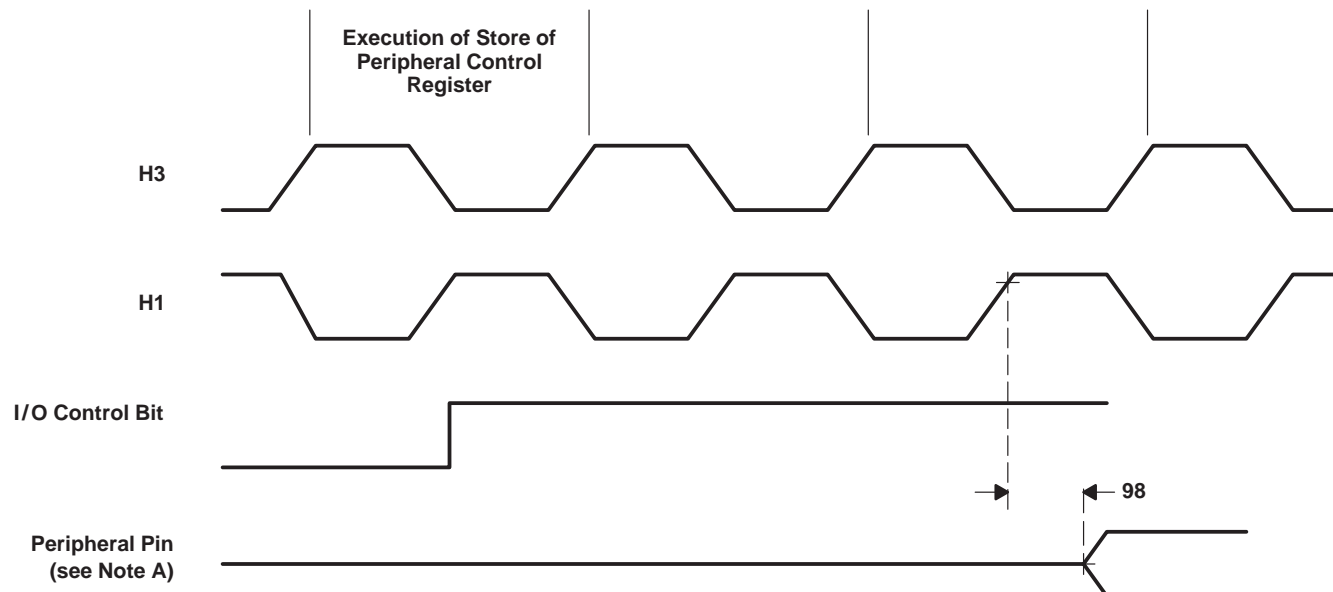 Execution of Store of
Peripheral Control
Register
H3
H1
I/O Control Bit
98
Peripheral Pin
(see Note A)